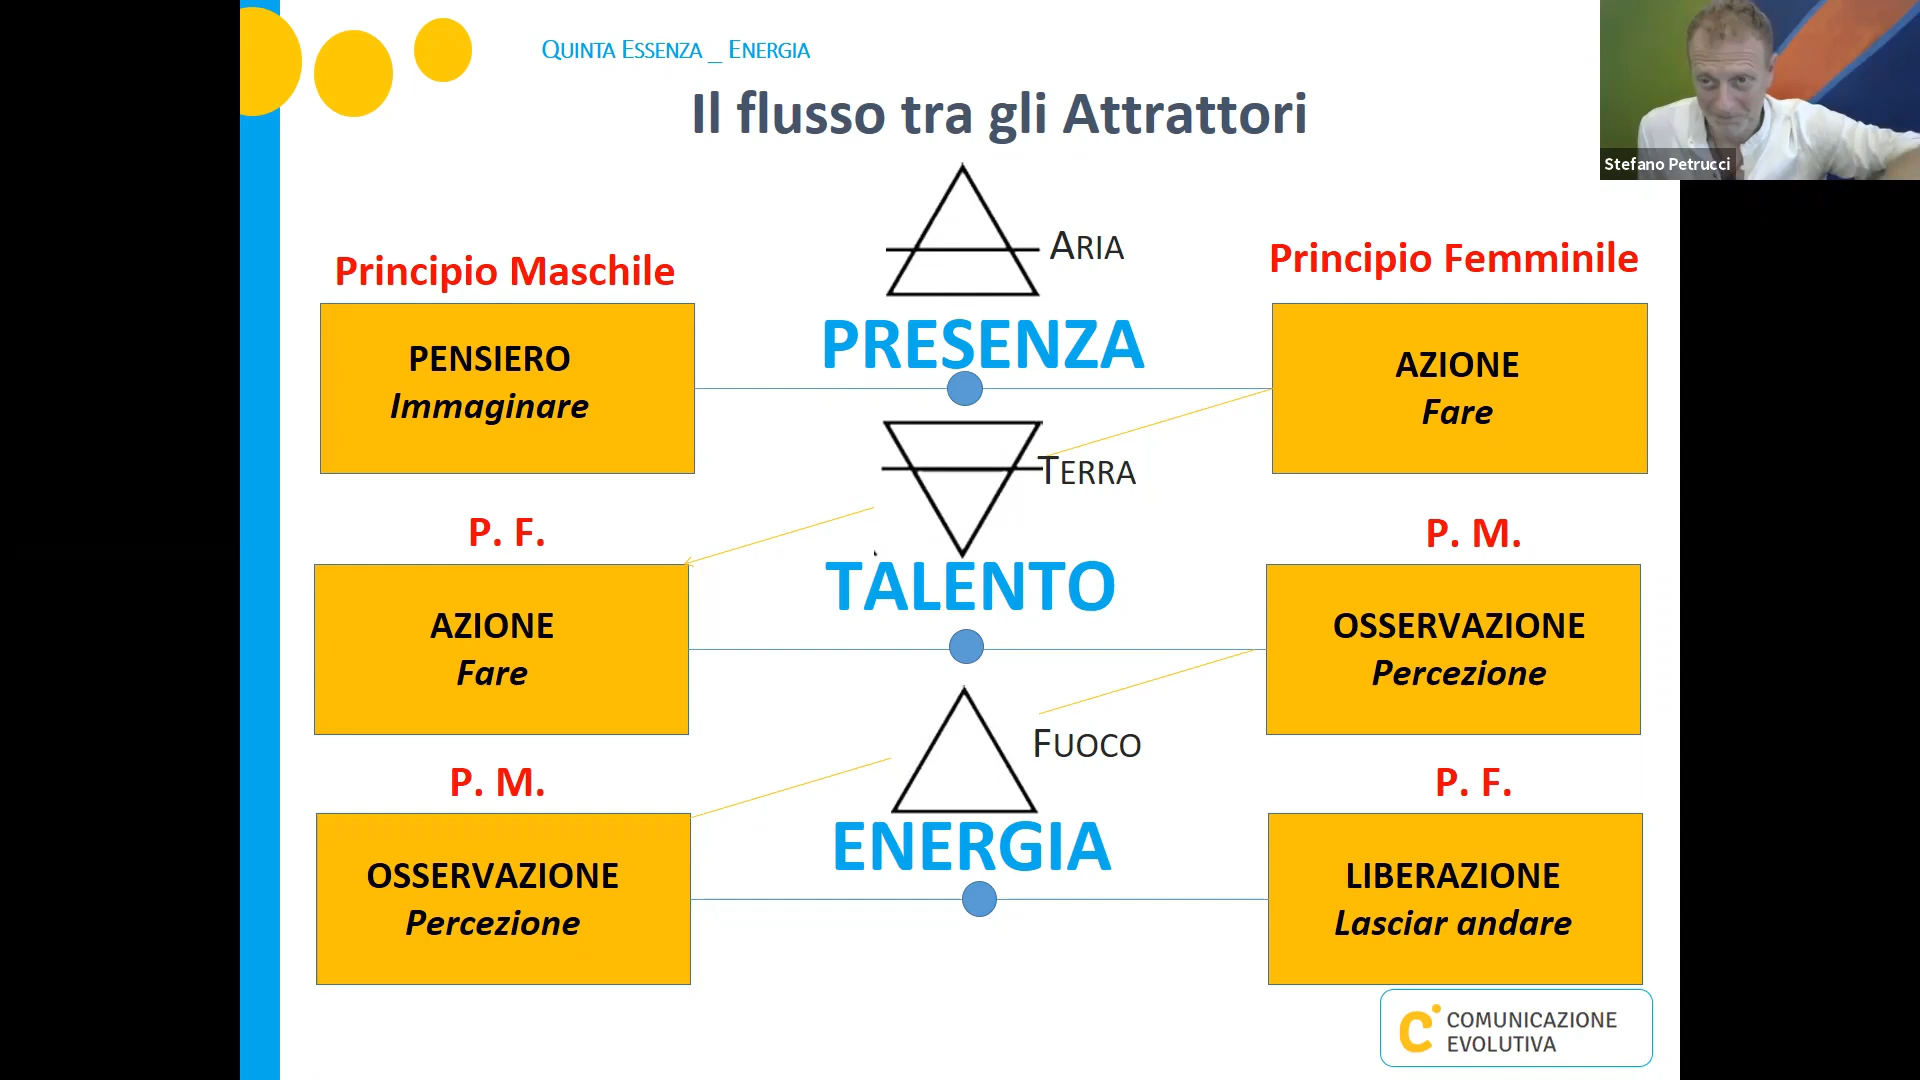 Quinta Essenza _ Energia
Il flusso tra gli Attrattori
Stefano Petrucci
Aria
Principio Maschile
Principio Femminile
PENSIERO
Immaginare
PRESENZA
AZIONE
Fare
Terra
P. F.
P. M.
TALENTO
AZIONE
Fare
OSSERVAZIONE
Percezione
Fuoco
P. M.
P. F.
ENERGIA
OSSERVAZIONE
Percezione
LIBERAZIONE
Lasciar andare
COMUNICAZIONE
EVOLUTIVA